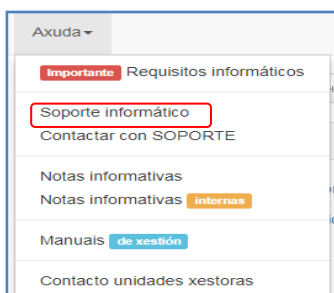 Axuda
Importante Requisitos informáticos
Soporte informático
Contactar con SOPORTE
Notas informativas
Notas informativas internas
Manuais de xestión
Contacto unidades xestoras